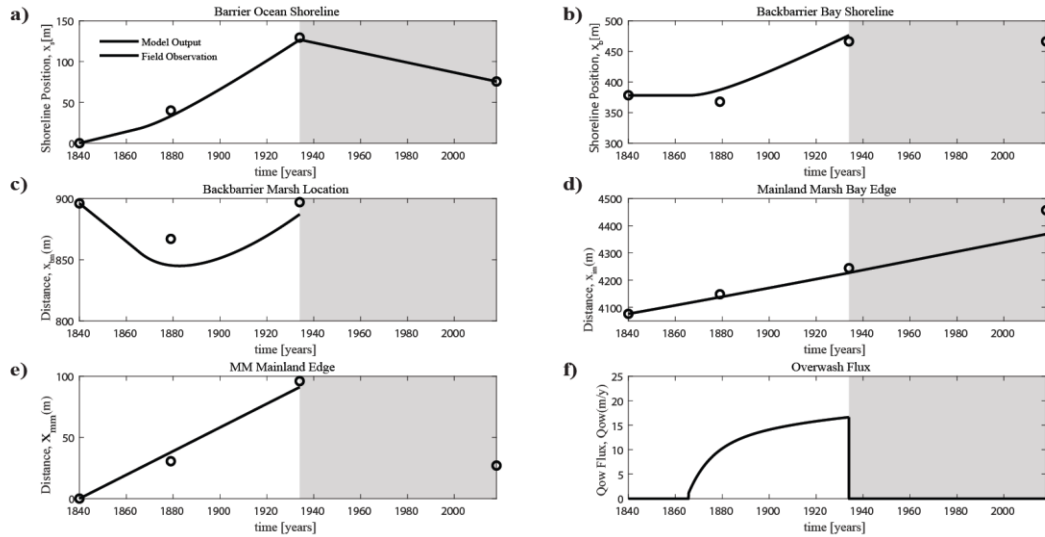 a)
Barrier Ocean Shoreline
Shoreline Position, xs[m]
150
100
50
0
Model Output
Field Observation
1840 1860 1880 1900 1920 1940 1960 1980 2000
time [years]
b)
Backbarrier Bay Shoreline
Shoreline Position, xb[m]
500
450
400
350
300
1840 1860 1880 1900 1920 1940 1960 1980 2000
time [years]
c)
Backbarrier Marsh Location
Distance, xbm(m)
900
850
800
1840 1860 1880 1900 1920 1940 1960 1980 2000
time [years]
d)
Mainland Marsh Bay Edge
Distance, xim(m)
4500
4400
4300
4200
4100
1840 1860 1880 1900 1920 1940 1960 1980 2000
time [years]
e)
MM Mainland Edge
Distance, Xmm(m)
100
50
0
1840 1860 1880 1900 1920 1940 1960 1980 2000
time [years]
f)
Overwash Flux
Qow Flux, Qow(m/y)
25
20
15
10
5
0
1840 1860 1880 1900 1920 1940 1960 1980 2000
time [years]